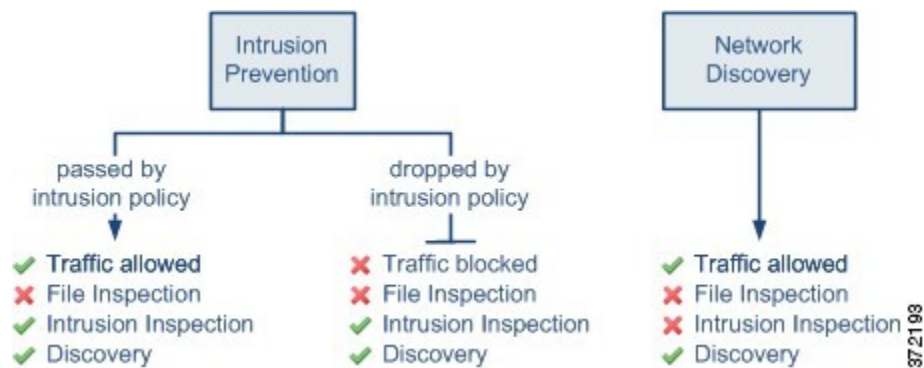 Intrusion
Prevention
Network
Discovery
passed by
intrusion policy
dropped by
intrusion policy
Traffic allowed
File Inspection
Intrusion Inspection
Discovery
Traffic blocked
File Inspection
Intrusion Inspection
Discovery
Traffic allowed
File Inspection
Intrusion Inspection
Discovery
372193